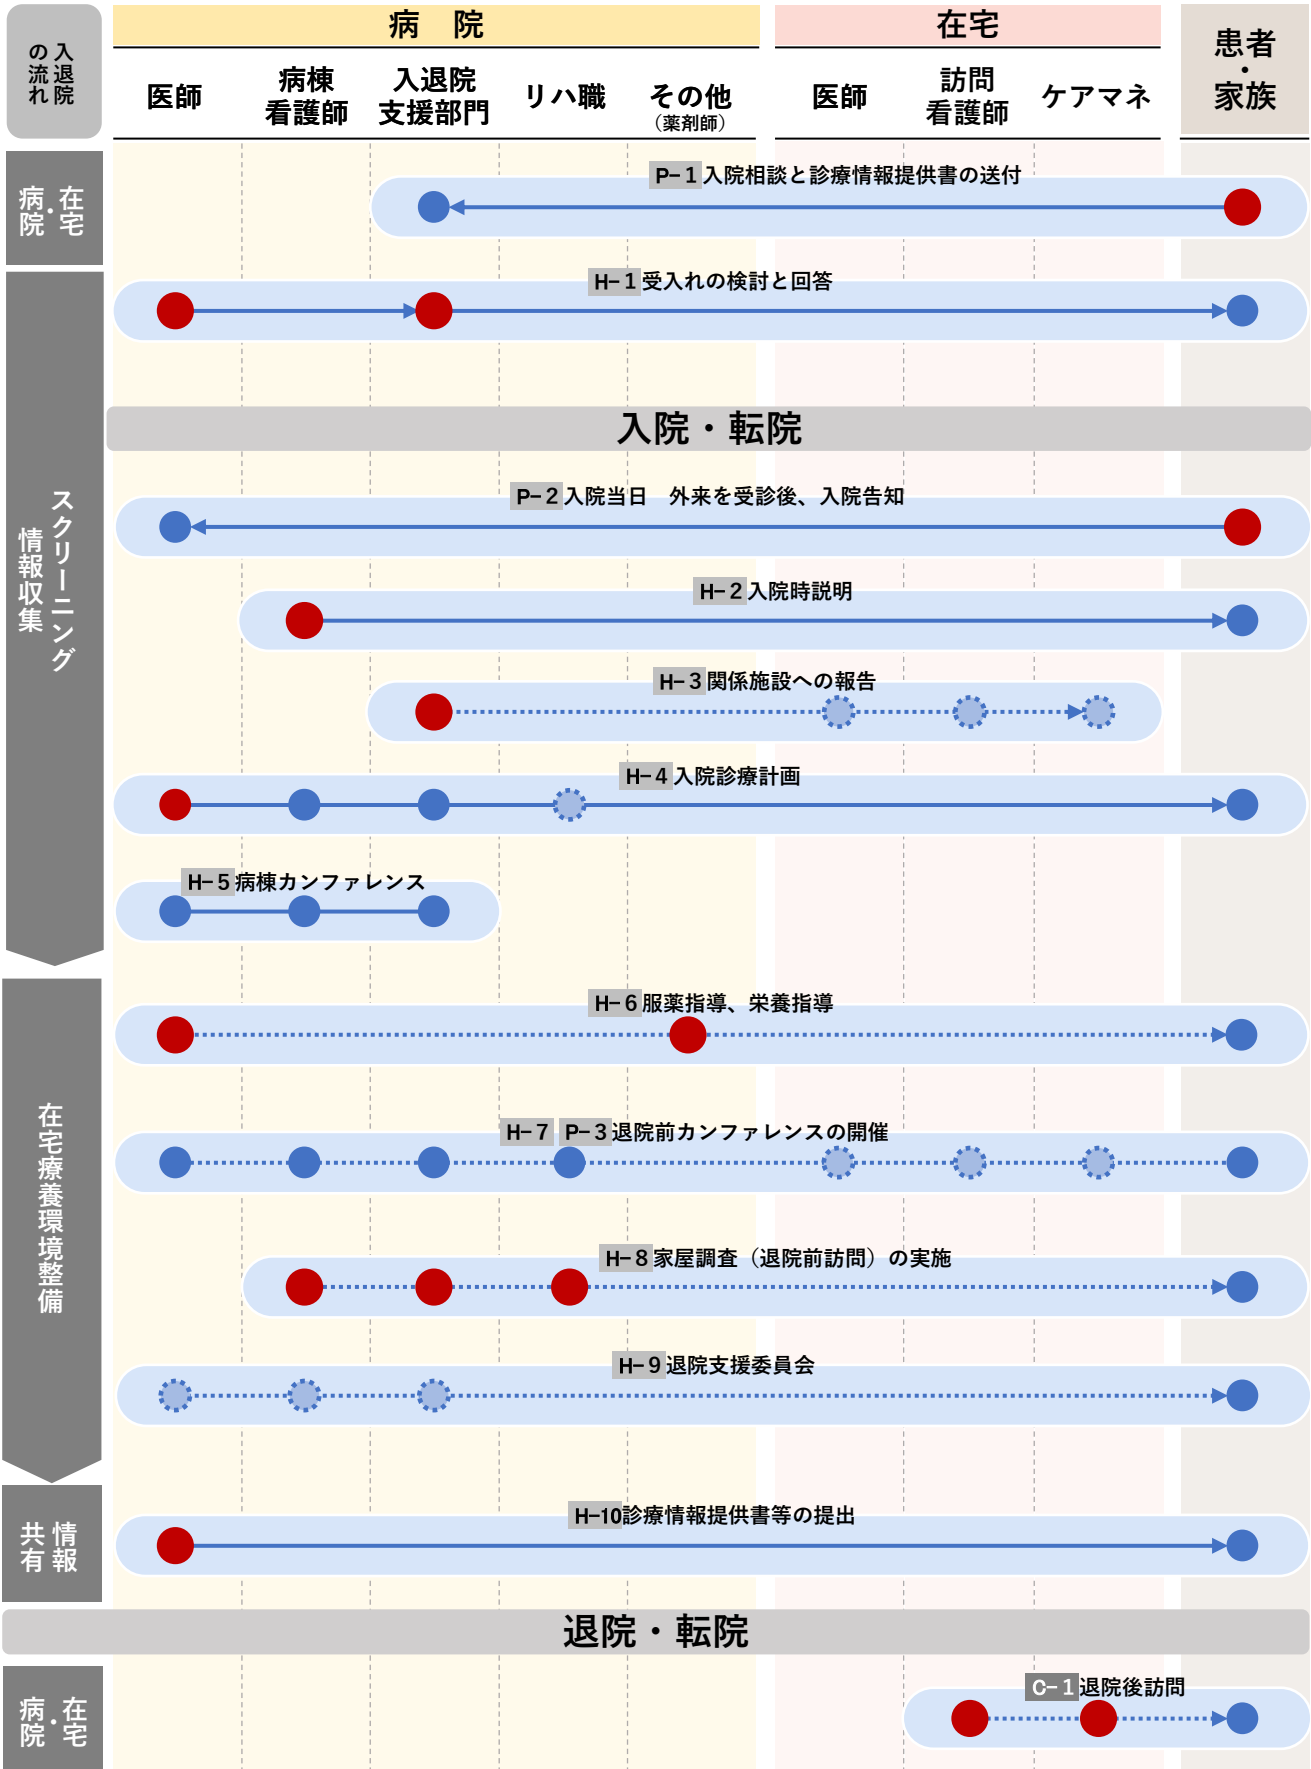 入退院
の流れ
病　院
在宅
患者
・
家族
医師
病棟
看護師
入退院
支援部門
リハ職
その他
（薬剤師）
医師
訪問
看護師
ケアマネ
在宅・
病院
P−１入院相談と診療情報提供書の送付
H−１受入れの検討と回答
入院・転院
スクリーニング
情報収集
P−２入院当日　外来を受診後、入院告知
H−２入院時説明
H−３関係施設への報告
H−４入院診療計画
H−５病棟カンファレンス
在宅療養環境整備
H−６服薬指導、栄養指導
H−７ P−３退院前カンファレンスの開催
H−８家屋調査（退院前訪問）の実施
H−９退院支援委員会
情報
共有
H−10診療情報提供書等の提出
退院・転院
在宅・
病院
C−１退院後訪問